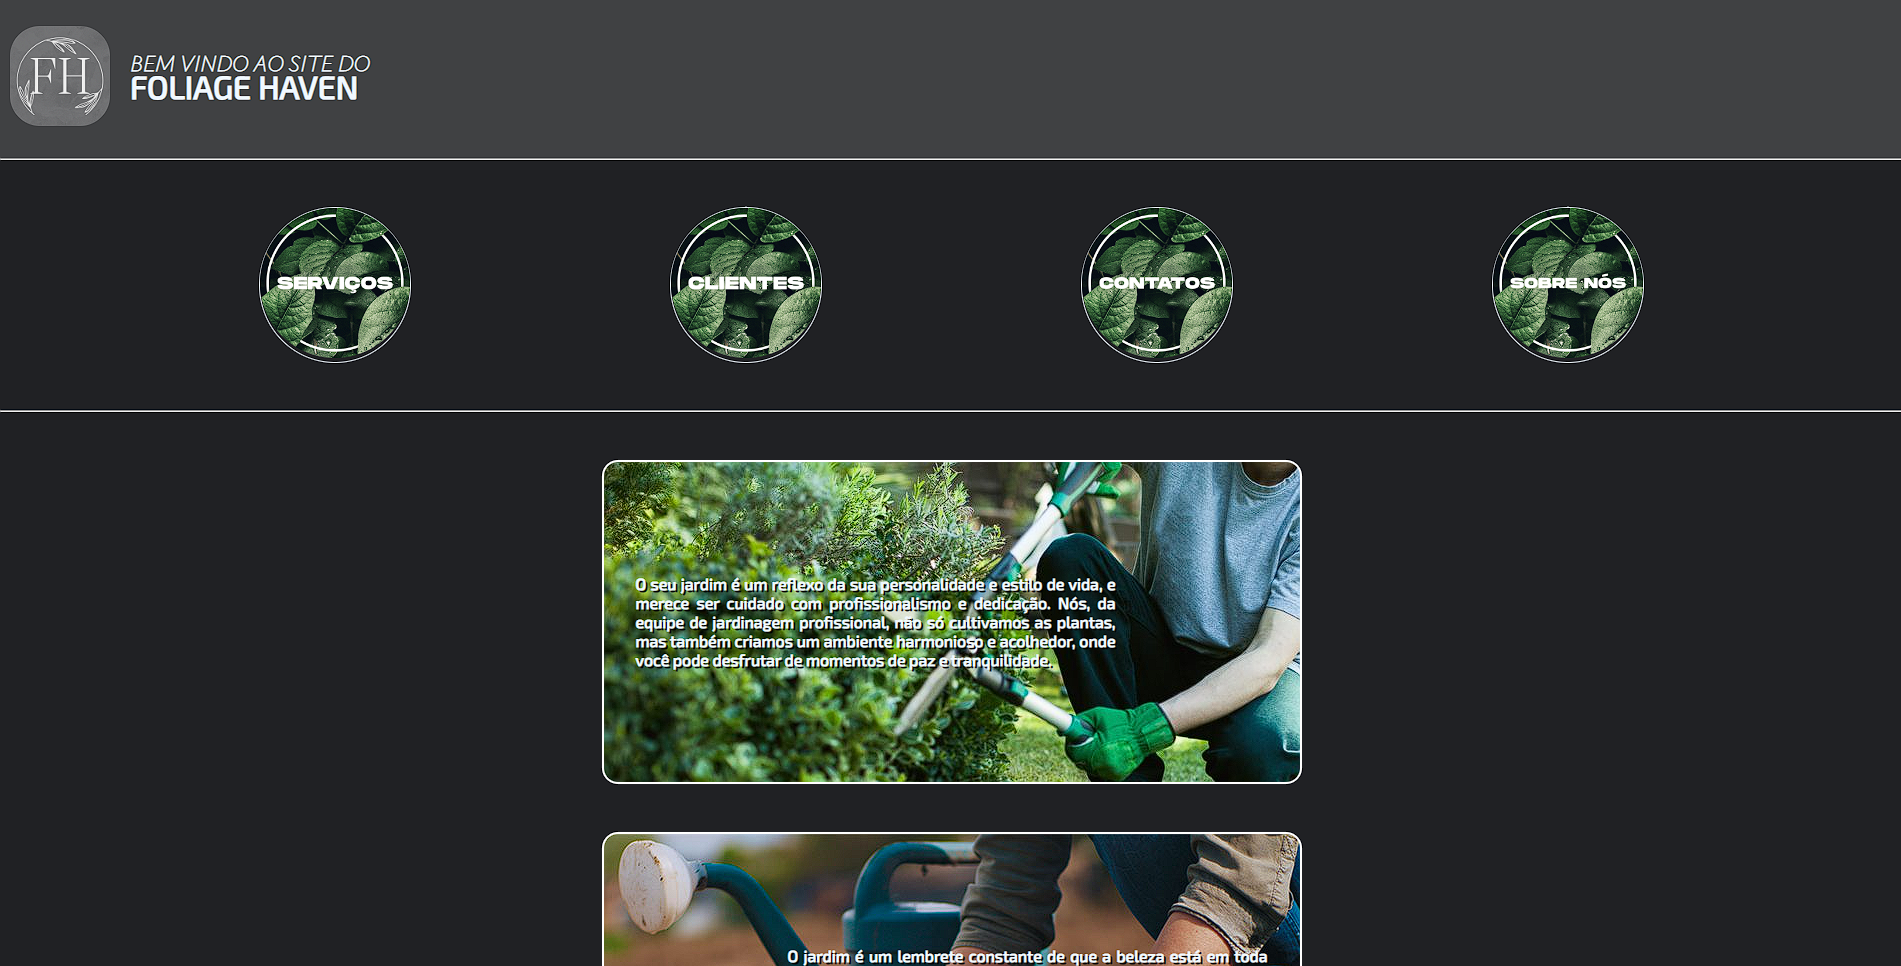 FH
BEM VINDO AO SITE DO
FOLIAGE HAVEN
SERVIÇOS
CLIENTES
CONTATOS
SOBRE NÓS
O seu jardim é um reflexo da sua personalidade e estilo de vida, e
merece ser cuidado com profissionalismo e dedicação. Nós, da
equipe de jardinagem profissional, não só cultivamos as plantas,
mas também criamos um ambiente harmonioso e acolhedor, onde
você pode desfrutar de momentos de paz e tranquilidade.
O jardim é um lembrete constante de que a beleza está em toda